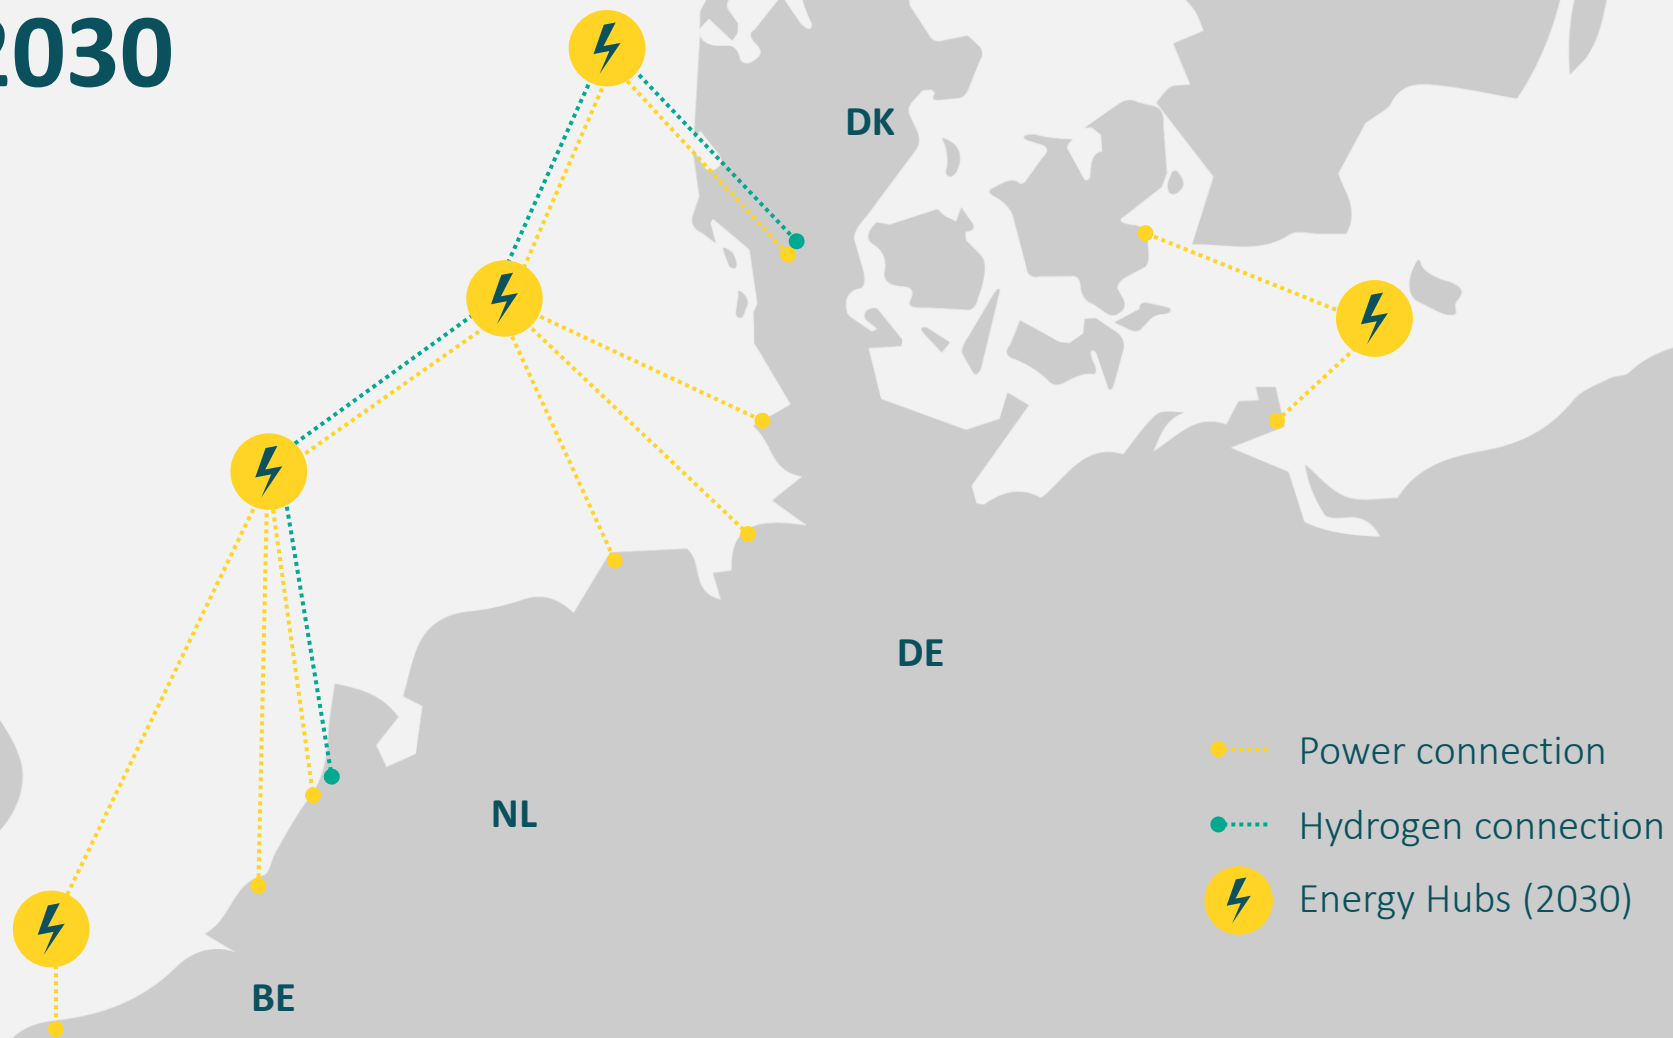 2030
DK
DE
NL
BE
Power connection
Hydrogen connection
Energy Hubs (2030)